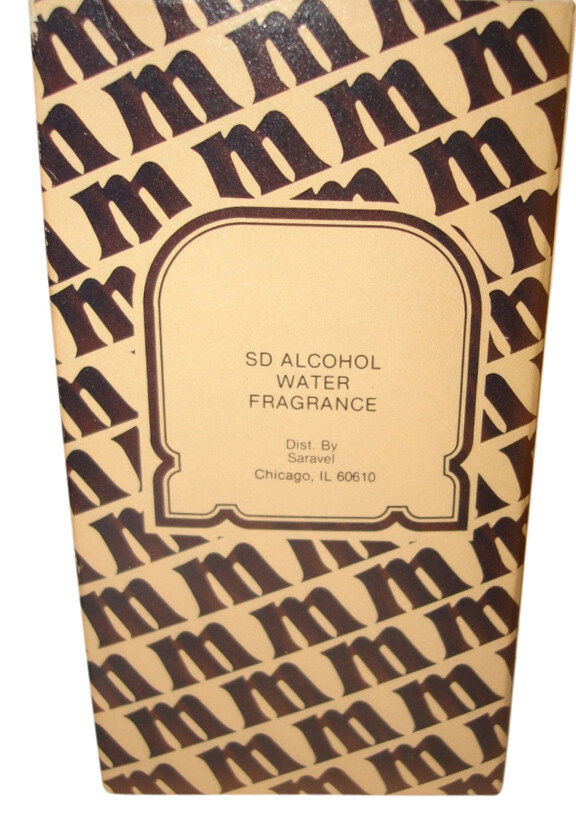 SD ALCOHOL
WATER
FRAGRANCE
Dist. By
Saravel
Chicago, IL 60610